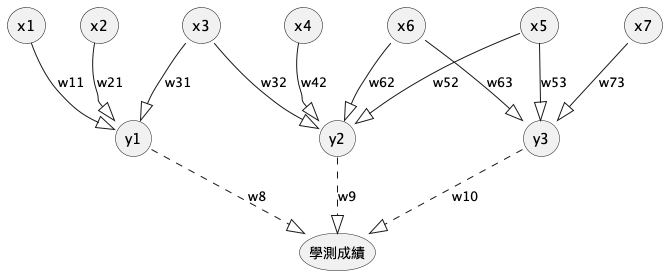 x1 x2 x3 x4 x6 x5 x7
w11 w21 w31 w32 w42 w62 w52 w63 w53 w73
y1 y2 y3
w8 w9 w10
學測成績